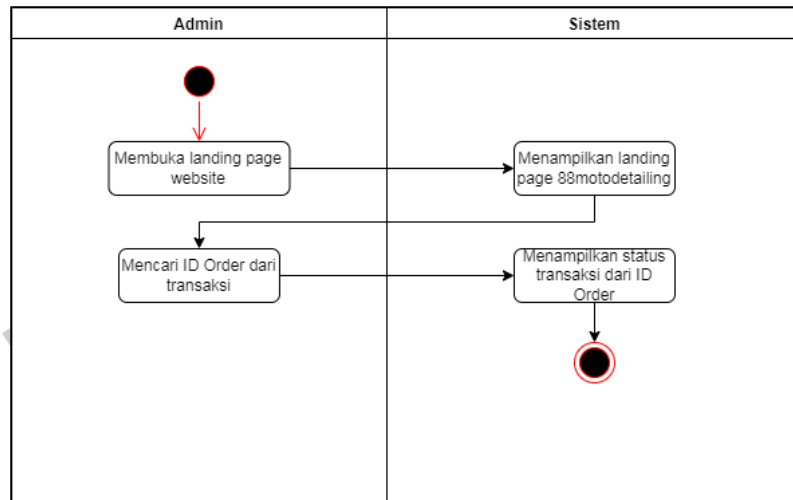 Admin
Sistem
Membuka landing page
website
Menampilkan landing
page 88motodetailing
Mencari ID Order dari
transaksi
Menampilkan status
transaksi dari ID
Order